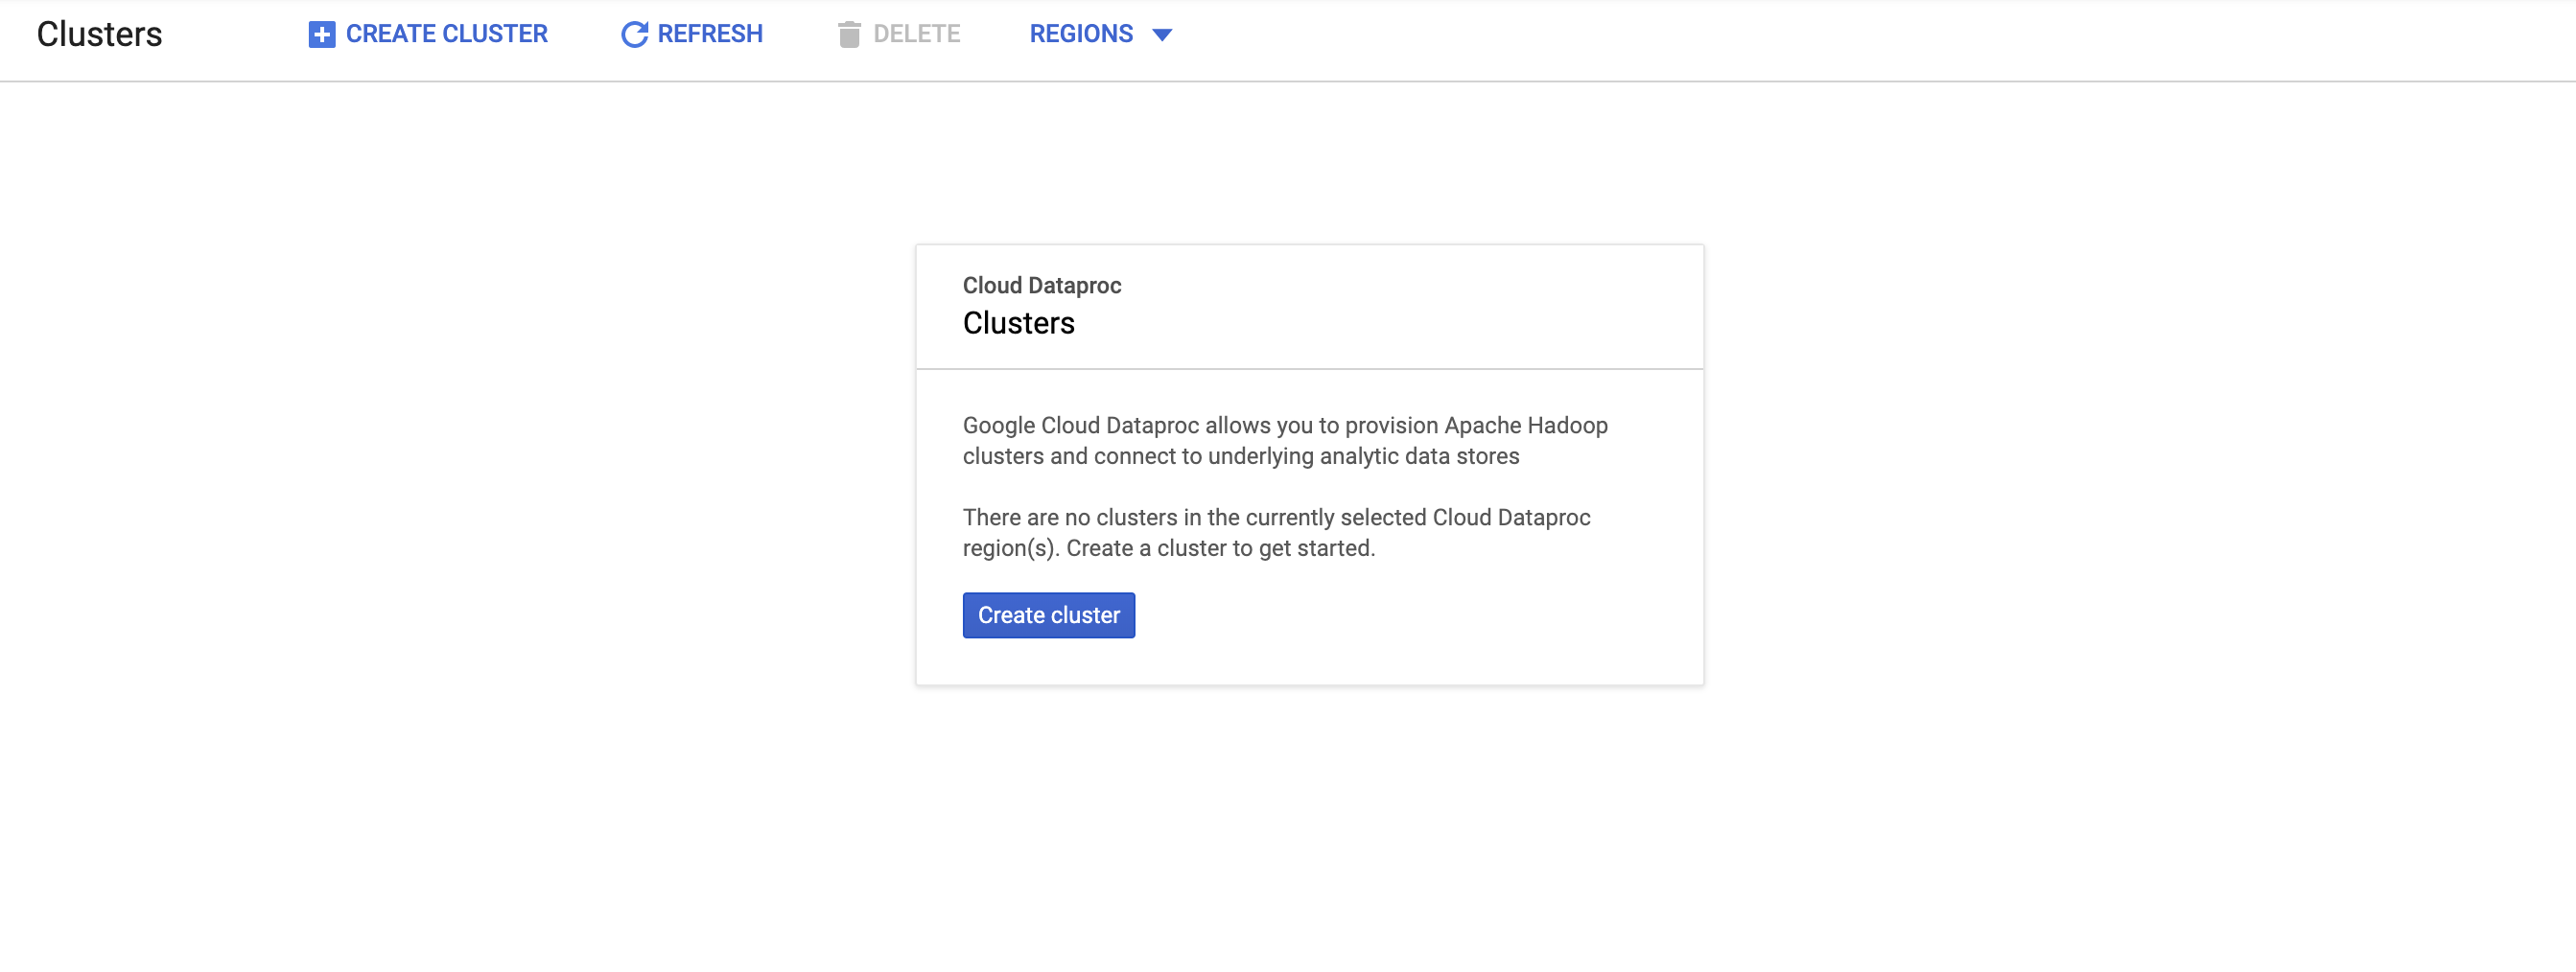 Clusters
CREATE CLUSTER
REFRESH
DELETE
REGIONS
Cloud Dataproc
Clusters
Google Cloud Dataproc allows you to provision Apache Hadoop
clusters and connect to underlying analytic data stores
There are no clusters in the currently selected Cloud Dataproc
region(s). Create a cluster to get started.
Create cluster